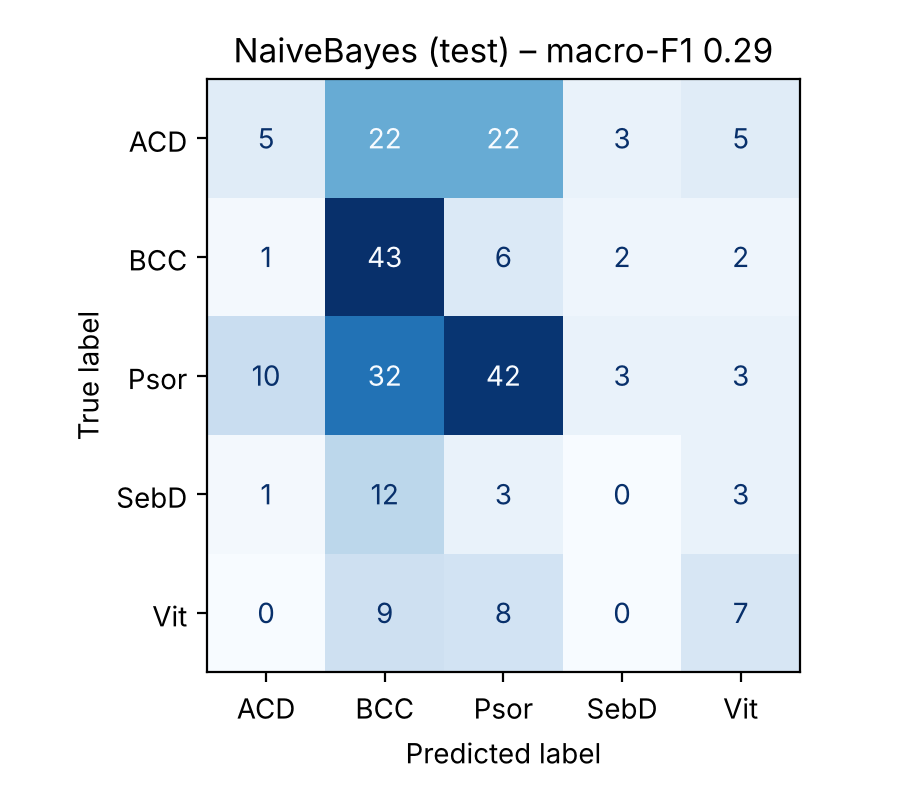 NaiveBayes (test) – macro-F1 0.29
True label
ACD 5 22 22 3 5
BCC 1 43 6 2 2
Psor 10 32 42 3 3
SebD 1 12 3 0 3
Vit 0 9 8 0 7
ACD BCC Psor SebD Vit
Predicted label